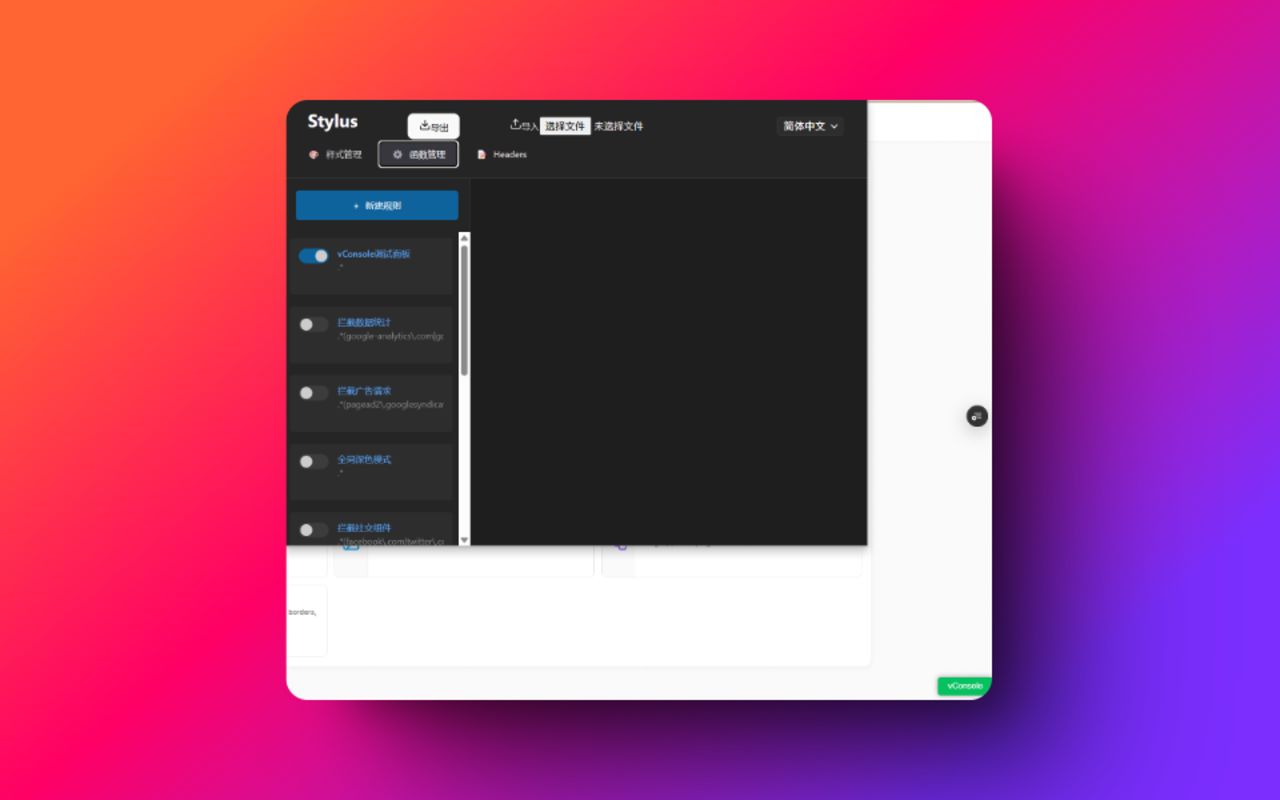 Stylus
导出
导入 选择文件 未选择文件
简体中文
样式管理
函数管理
Headers
+ 新建规则
vConsole调试面板
.*
拦截数据统计
.*(google-analytics\.com|gc
拦截广告请求
.*(pagead2\.googlesyndica
全局深色模式
.*
拦截社交组件
.*(facebook\.com|twitter\.c
borders,
vConsole